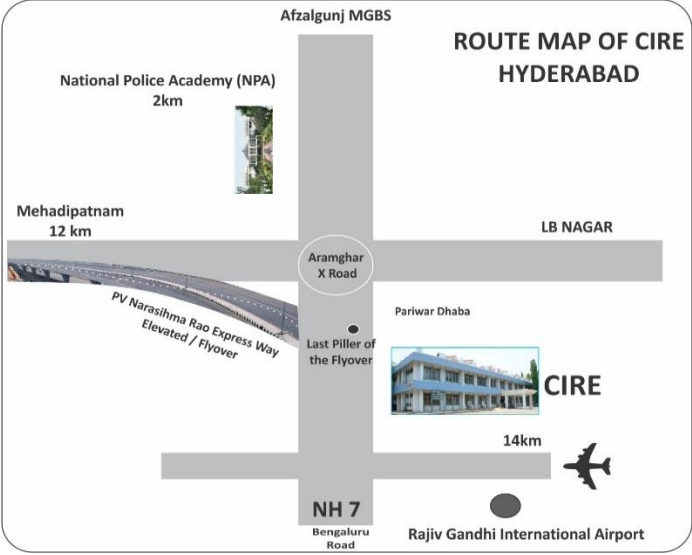 Afzalgunj MGBS
ROUTE MAP OF CIRE
HYDERABAD
National Police Academy (NPA)
2km
Mehadipatnam
12 km
LB NAGAR
Aramghar
X Road
PV Narasihma Rao Express Way
Elevated / Flyover
Pariwar Dhaba
Last Piller of
the Flyover
CIRE
14km
NH 7
Bengaluru
Road
Rajiv Gandhi International Airport